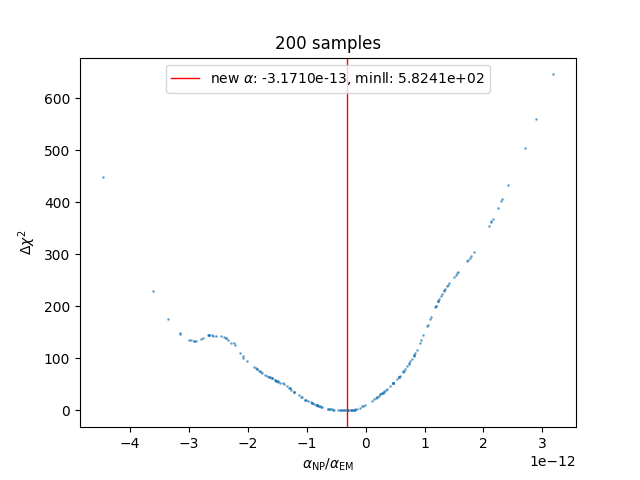 200 samples
new α: -3.1710e-13, minll: 5.8241e+02
600
500
400
300
200
100
0
Δχ²
−4 −3 −2 −1 0 1 2 3
1e−12
α_NP/α_EM